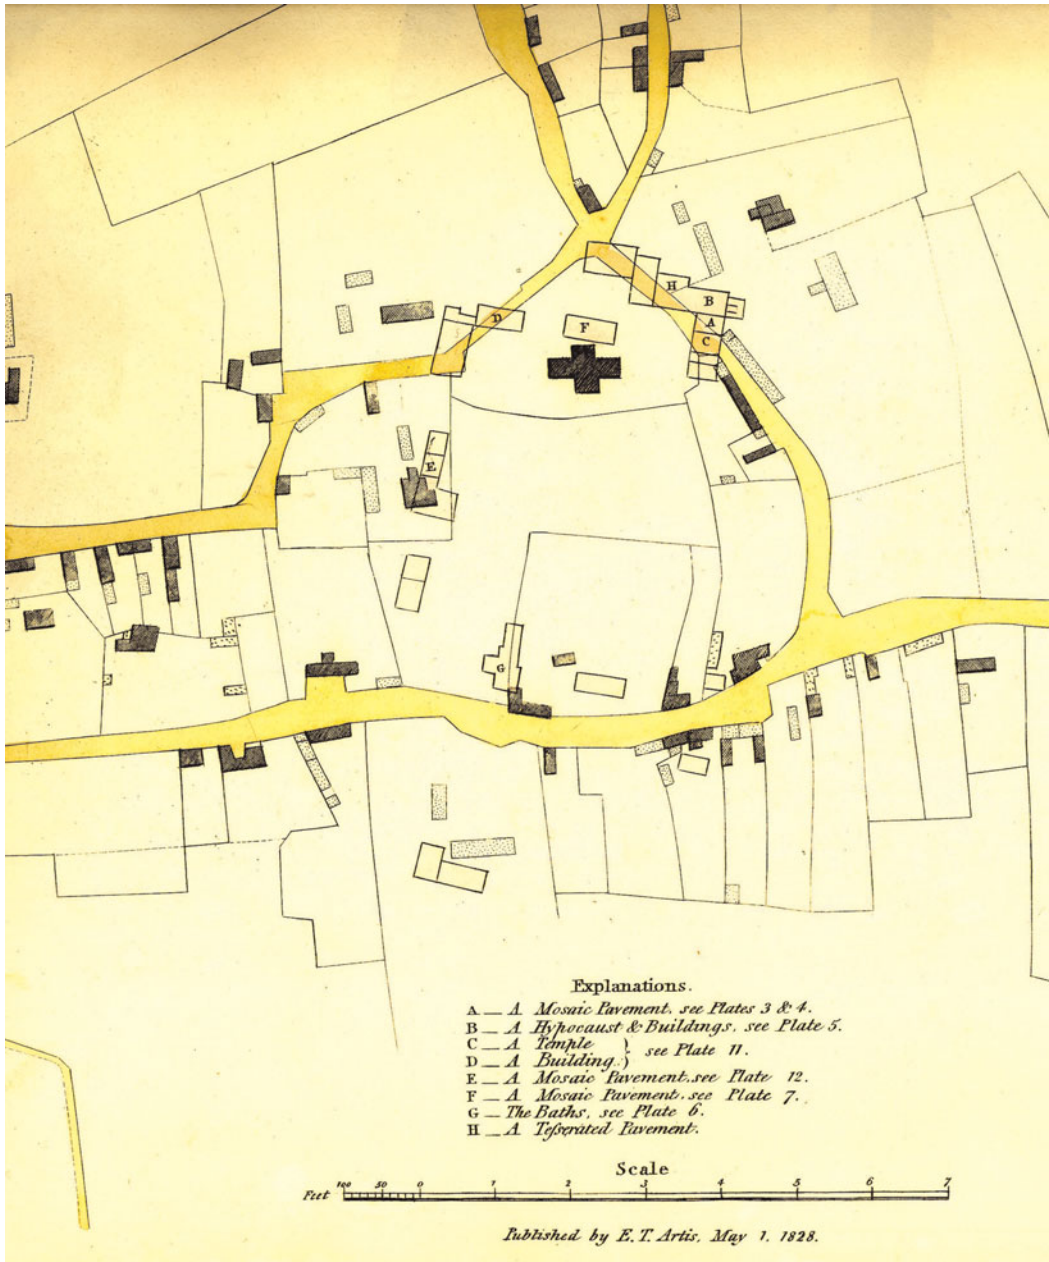 D
H
B
A
F
C
E
G
Explanations.
A — A Mosaic Pavement. see Plates 3 & 4.
B — A Hypocaust & Buildings. see Plate 5.
C — A Temple
D — A Building } see Plate 11.
E — A Mosaic Pavement. see Plate 12.
F — A Mosaic Pavement. see Plate 7.
G — The Baths, see Plate 6.
H — A Teſserated Pavement.
Scale
Feet 100 50 0 1 2 3 4 5 6 7
Published by E. T. Artis, May 1. 1828.